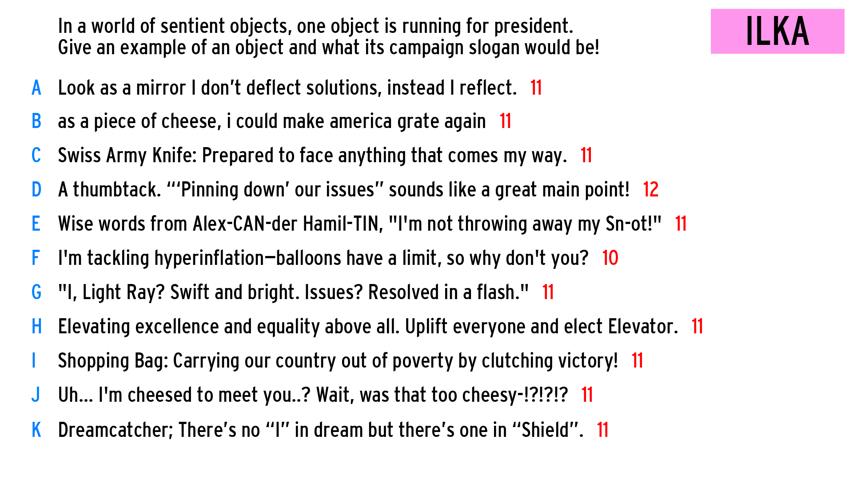 In a world of sentient objects, one object is running for president.
Give an example of an object and what its campaign slogan would be!
ILKA
A Look as a mirror I don't deflect solutions, instead I reflect. 11
B as a piece of cheese, i could make america grate again 11
C Swiss Army Knife: Prepared to face anything that comes my way. 11
D A thumbtack. “‘Pinning down’ our issues” sounds like a great main point! 12
E Wise words from Alex-CAN-der Hamil-TIN, "I'm not throwing away my Sn-ot!" 11
F I'm tackling hyperinflation—balloons have a limit, so why don't you? 10
G "I, Light Ray? Swift and bright. Issues? Resolved in a flash." 11
H Elevating excellence and equality above all. Uplift everyone and elect Elevator. 11
I Shopping Bag: Carrying our country out of poverty by clutching victory! 11
J Uh... I'm cheesed to meet you..? Wait, was that too cheesy-!?!?!? 11
K Dreamcatcher; There’s no “I” in dream but there’s one in “Shield”. 11